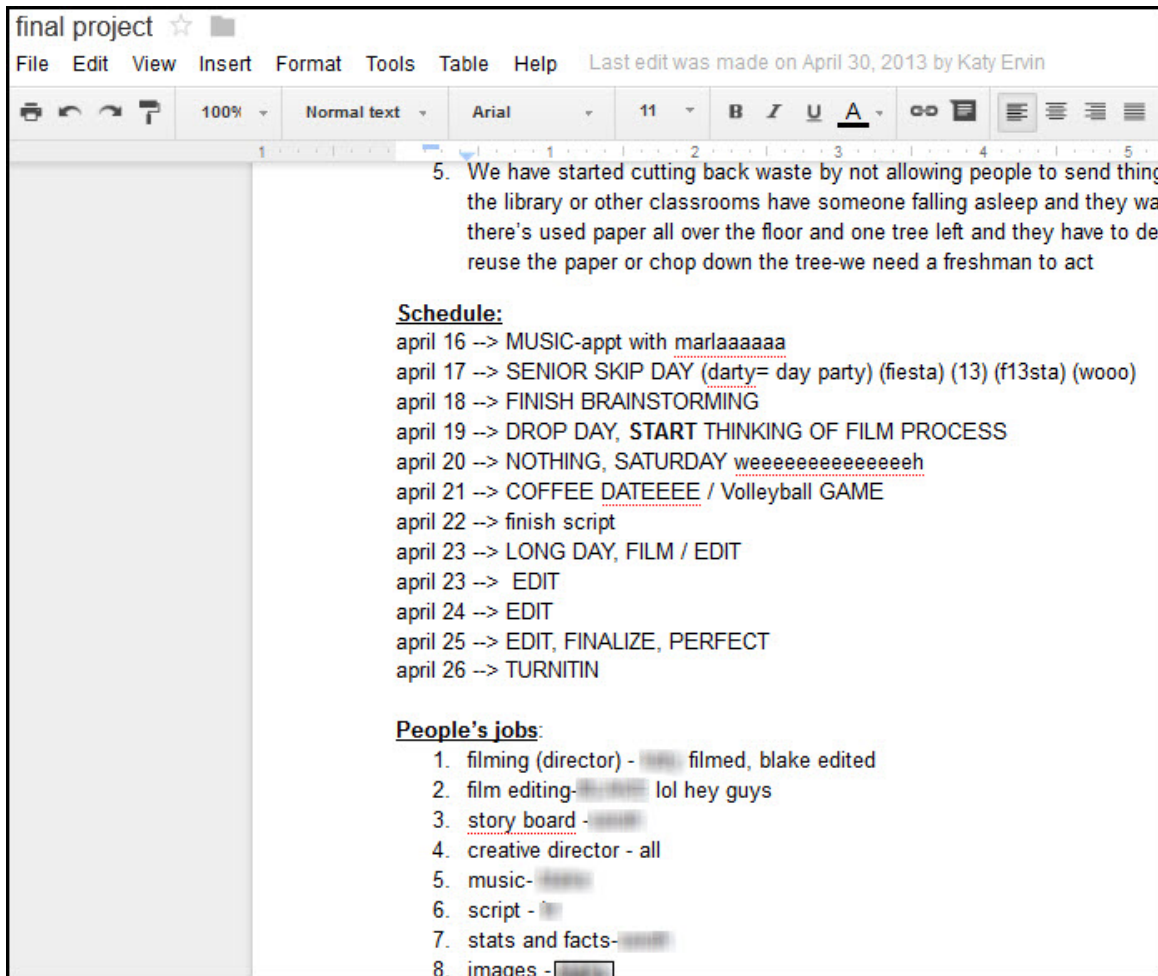 final project
File Edit View Insert Format Tools Table Help Last edit was made on April 30, 2013 by Katy Ervin
100% Normal text Arial 11 B I U A
1 1 2 3 4 5
5. We have started cutting back waste by not allowing people to send thing
the library or other classrooms have someone falling asleep and they wa
there's used paper all over the floor and one tree left and they have to de
reuse the paper or chop down the tree-we need a freshman to act
Schedule:
april 16 --> MUSIC-appt with marlaaaaaa
april 17 --> SENIOR SKIP DAY (darty= day party) (fiesta) (13) (f13sta) (wooo)
april 18 --> FINISH BRAINSTORMING
april 19 --> DROP DAY, START THINKING OF FILM PROCESS
april 20 --> NOTHING, SATURDAY weeeeeeeeeeeeeeh
april 21 --> COFFEE DATEEEE / Volleyball GAME
april 22 --> finish script
april 23 --> LONG DAY, FILM / EDIT
april 23 --> EDIT
april 24 --> EDIT
april 25 --> EDIT, FINALIZE, PERFECT
april 26 --> TURNITIN
People's jobs:
1. filming (director) - filmed, blake edited
2. film editing- lol hey guys
3. story board -
4. creative director - all
5. music-
6. script -
7. stats and facts-
8. images -